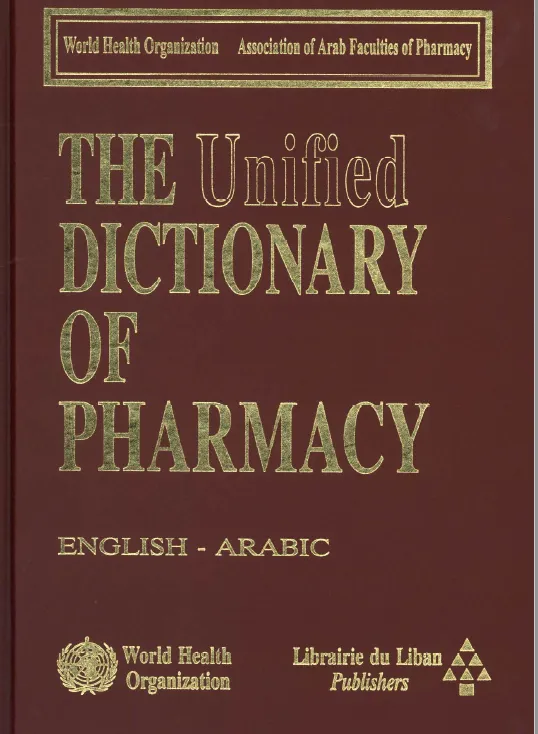 World Health Organization Association of Arab Faculties of Pharmacy
THE Unified
DICTIONARY
OF
PHARMACY
ENGLISH - ARABIC
World Health
Organization
Librairie du Liban
Publishers